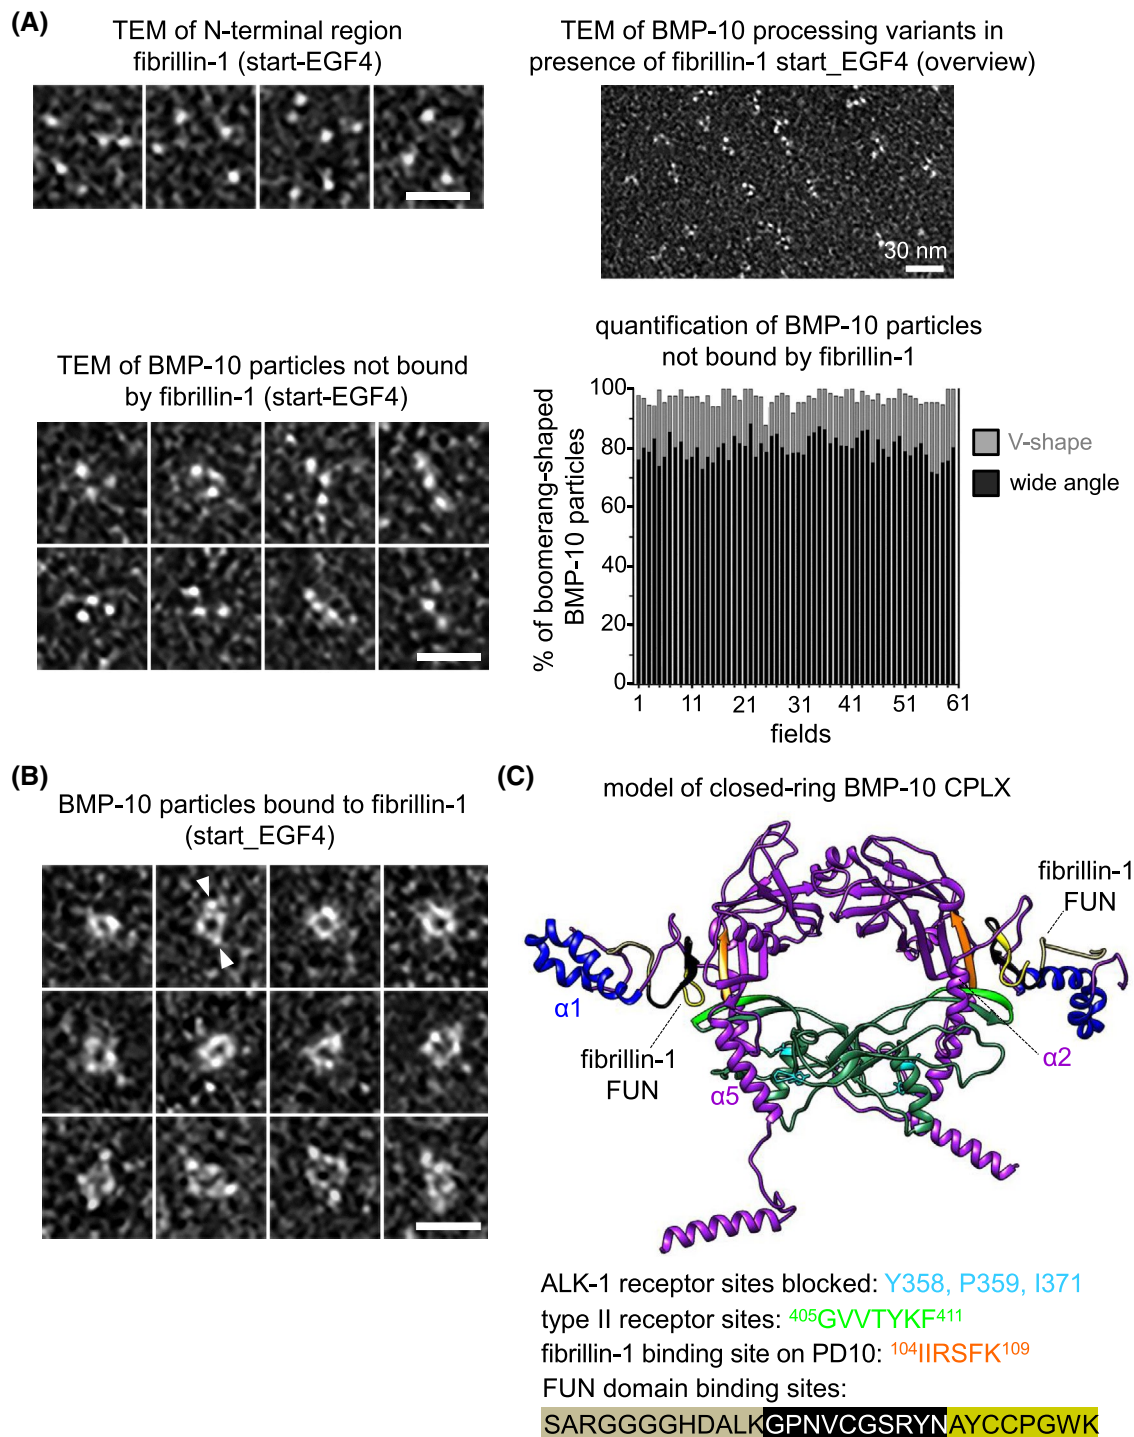 (A)
TEM of N-terminal region
fibrillin-1 (start-EGF4)
TEM of BMP-10 processing variants in
presence of fibrillin-1 start_EGF4 (overview)
30 nm
TEM of BMP-10 particles not bound
by fibrillin-1 (start-EGF4)
quantification of BMP-10 particles
not bound by fibrillin-1
% of boomerang-shaped
BMP-10 particles
100
80
60
40
20
0
1 11 21 31 41 51 61
fields
V-shape
wide angle
(B)
BMP-10 particles bound to fibrillin-1
(start_EGF4)
(C)
model of closed-ring BMP-10 CPLX
fibrillin-1
FUN
α1
fibrillin-1
FUN
α5
α2
ALK-1 receptor sites blocked: Y358, P359, I371
type II receptor sites: ⁴⁰⁵GVVTYKF⁴¹¹
fibrillin-1 binding site on PD10: ¹⁰⁴IIRSFK¹⁰⁹
FUN domain binding sites:
SARGGGGHDALKGPNVCGSRYNAYCCPGWK